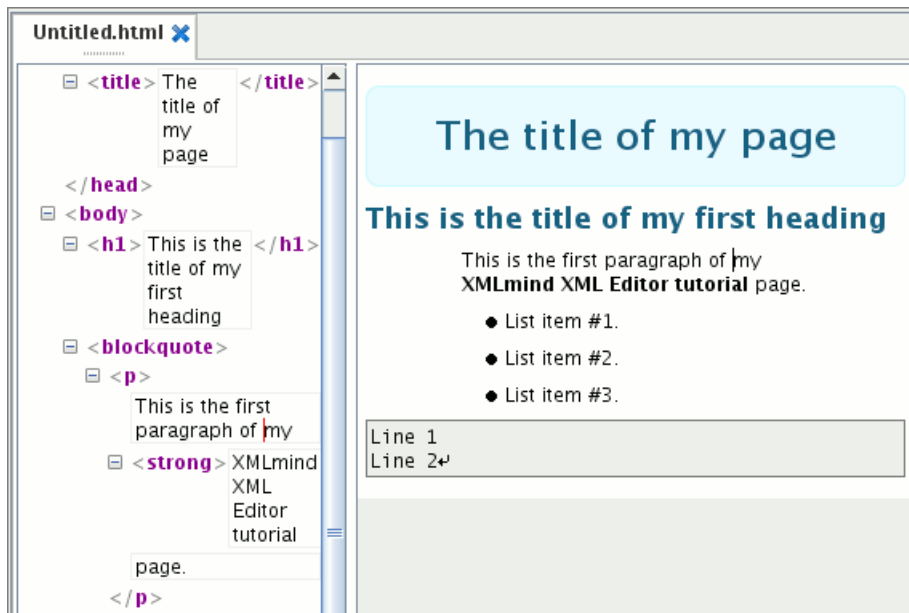 Untitled.html
<title> The </title>
title of
my
page
</head>
<body>
<h1> This is the </h1>
title of my
first
heading
<blockquote>
<p>
This is the first
paragraph of my
<strong> XMLmind
XML
Editor
tutorial
page.
</p>
The title of my page
This is the title of my first heading
This is the first paragraph of my
XMLmind XML Editor tutorial page.
● List item #1.
● List item #2.
● List item #3.
Line 1
Line 2↵